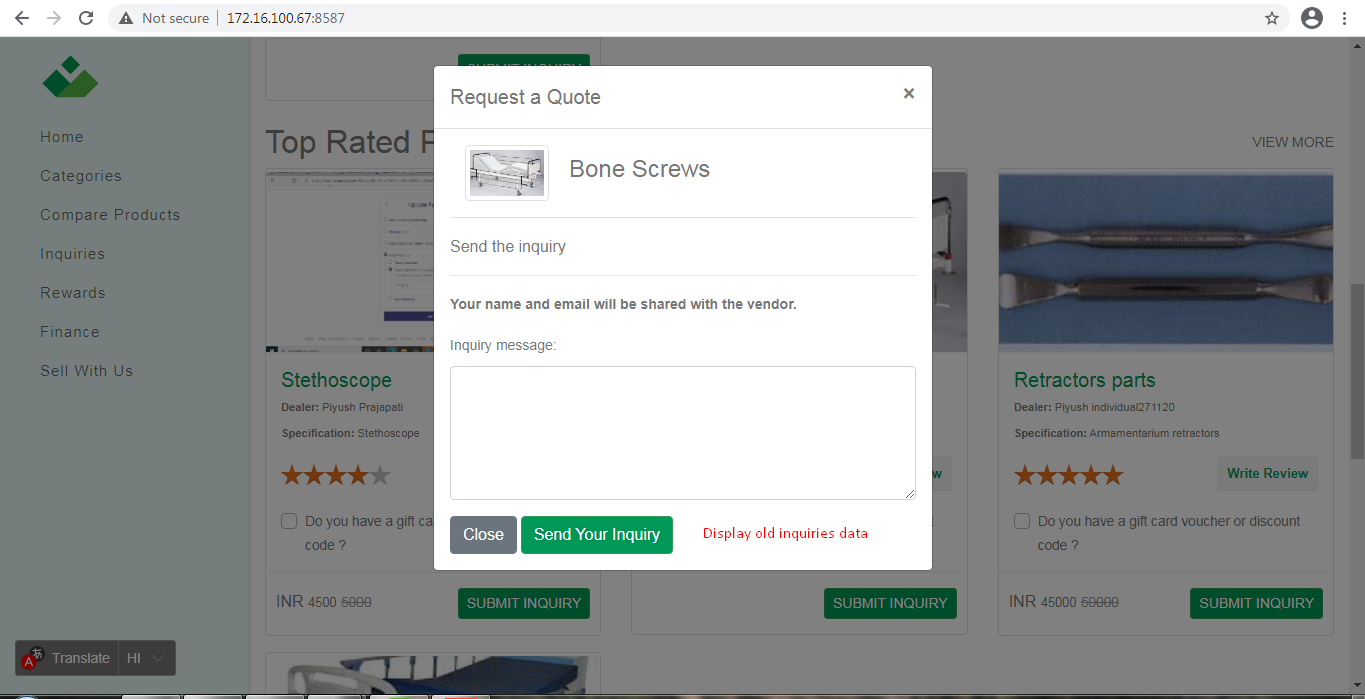 Not secure
172.16.100.67:8587
Home
Categories
Compare Products
Inquiries
Rewards
Finance
Sell With Us
A あ Translate HI
SUBMIT INQUIRY
Top Rated P
VIEW MORE
Stethoscope
Dealer: Piyush Prajapati
Specification: Stethoscope
Do you have a gift ca
code ?
INR 4500 5000
SUBMIT INQUIRY
Request a Quote
×
Bone Screws
Send the inquiry
Your name and email will be shared with the vendor.
Inquiry message:
Close
Send Your Inquiry
Display old inquiries data
w
t
SUBMIT INQUIRY
Retractors parts
Dealer: Piyush individual271120
Specification: Armamentarium retractors
Write Review
Do you have a gift card voucher or discount
code ?
INR 45000 50000
SUBMIT INQUIRY